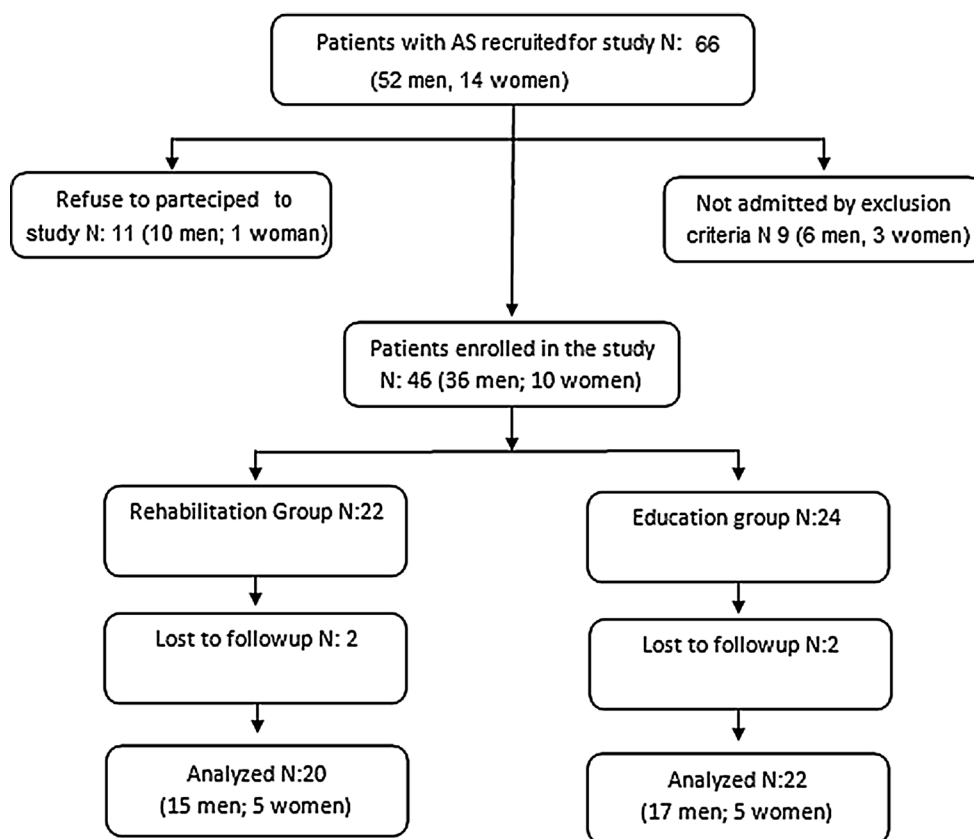 Patients with AS recruited for study N: 66
(52 men, 14 women)
Refuse to parteciped to
study N: 11 (10 men; 1 woman)
Not admitted by exclusion
criteria N 9 (6 men, 3 women)
Patients enrolled in the study
N: 46 (36 men; 10 women)
Rehabilitation Group N:22
Education group N:24
Lost to followup N: 2
Lost to followup N:2
Analyzed N:20
(15 men; 5 women)
Analyzed N:22
(17 men; 5 women)